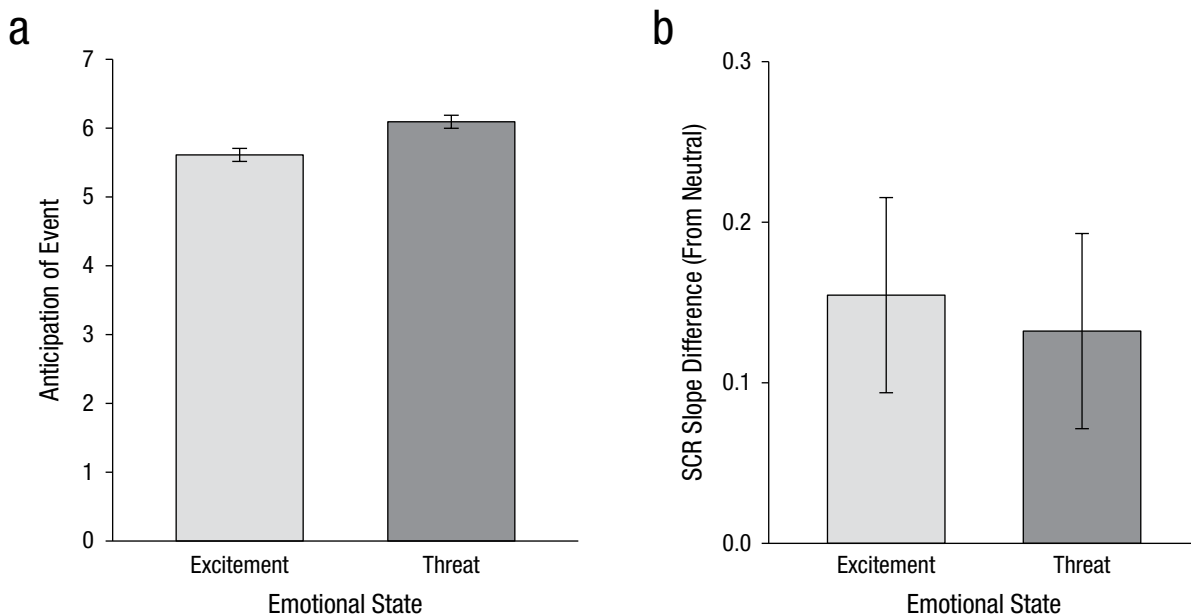 a
7
6
5
4
3
2
1
0
Anticipation of Event
Excitement
Threat
Emotional State
b
0.3
0.2
0.1
0.0
SCR Slope Difference (From Neutral)
Excitement
Threat
Emotional State